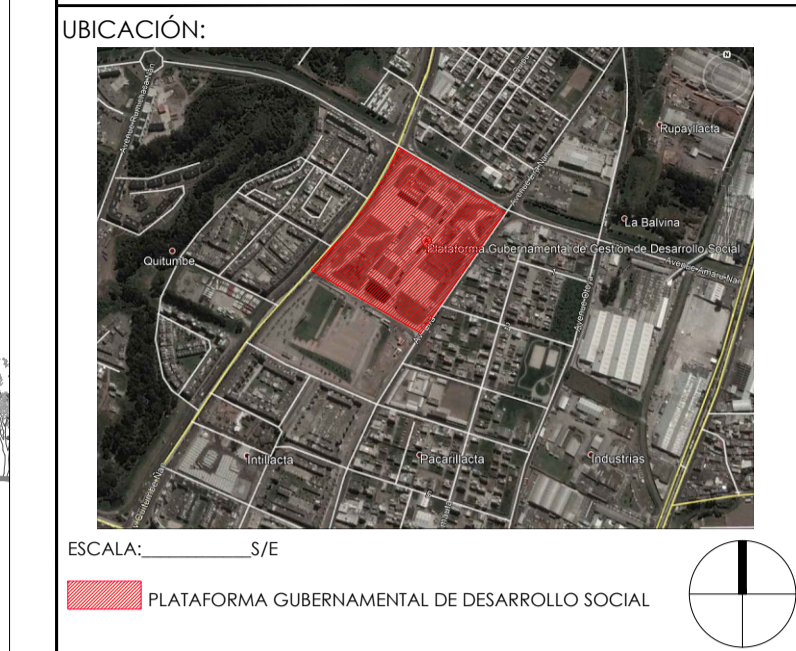 UBICACIÓN:
N
Rupayllacta
La Balvina
Plataforma Gubernamental de Gestión de Desarrollo Social
Quitumbe
Intillacta
Pacarillacta
Industrias
ESCALA:____________S/E
PLATAFORMA GUBERNAMENTAL DE DESARROLLO SOCIAL